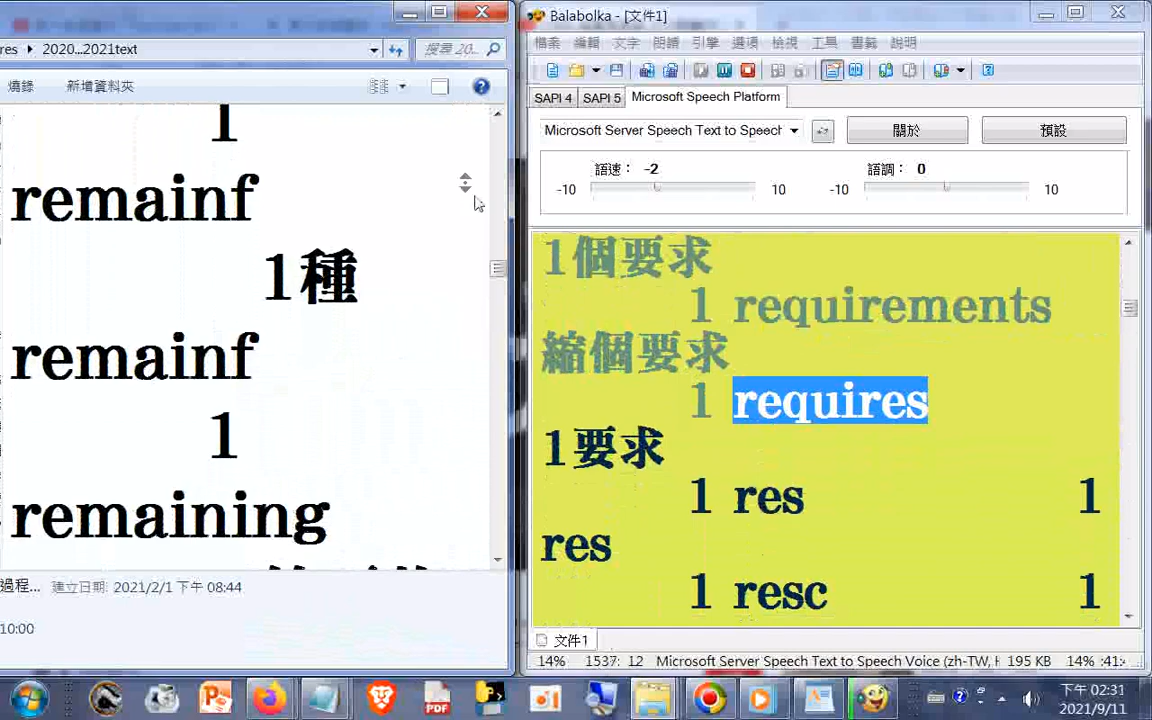 res ▸ 2020...2021text
搜尋 20...
燒錄 新增資料夾
1
remainf
1種
remainf
1
remaining
過程... 建立日期: 2021/2/1 下午 08:44
10:00
Balabolka - [文件1]
檔案 編輯 文字 朗讀 引擎 選項 檢視 工具 書籤 說明
SAPI 4 SAPI 5 Microsoft Speech Platform
Microsoft Server Speech Text to Speech
關於 預設
語速： -2 語調： 0
-10 10 -10 10
1個要求
1 requirements
縮個要求
1 requires
1要求
1 res 1
res
1 resc 1
文件1
14% 1537: 12 Microsoft Server Speech Text to Speech Voice (zh-TW, H 195 KB 14% :41:
PDF
下午 02:31
2021/9/11